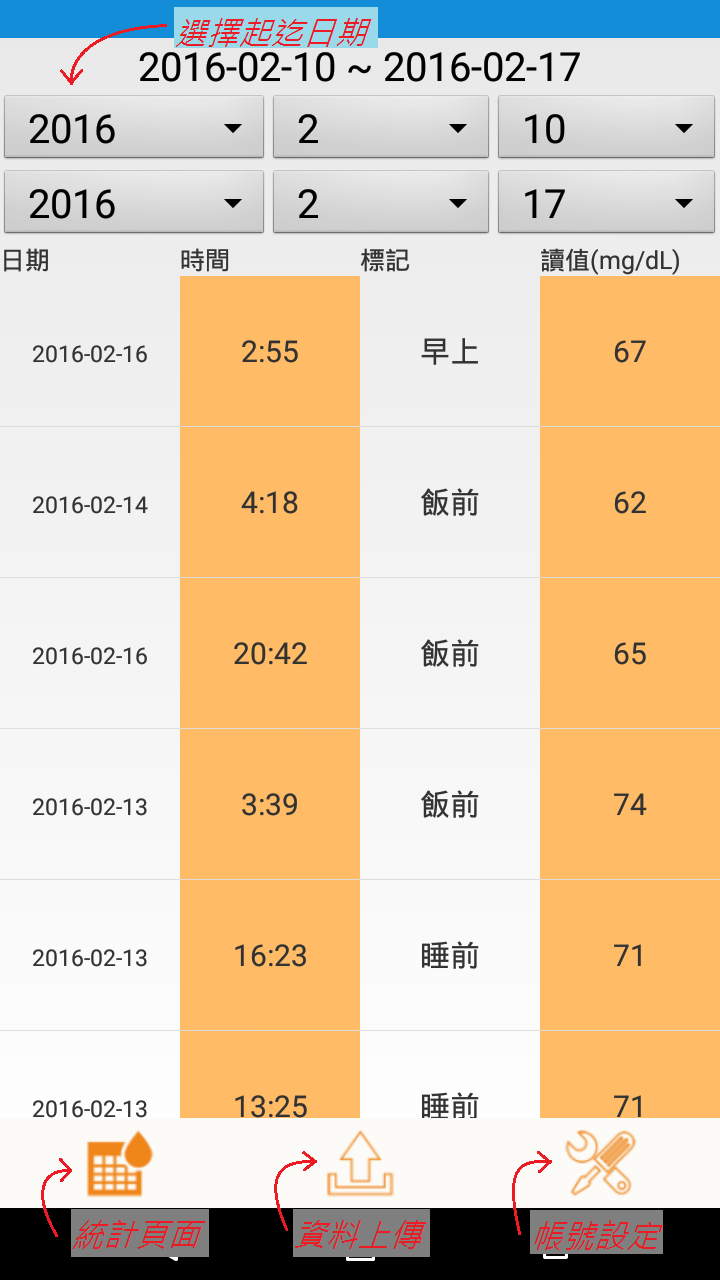 選擇起迄日期
2016-02-10 ~ 2016-02-17
2016 2 10
2016 2 17
日期 時間 標記 讀值(mg/dL)
2016-02-16 2:55 早上 67
2016-02-14 4:18 飯前 62
2016-02-16 20:42 飯前 65
2016-02-13 3:39 飯前 74
2016-02-13 16:23 睡前 71
2016-02-13 13:25 睡前 71
統計頁面 資料上傳 帳號設定